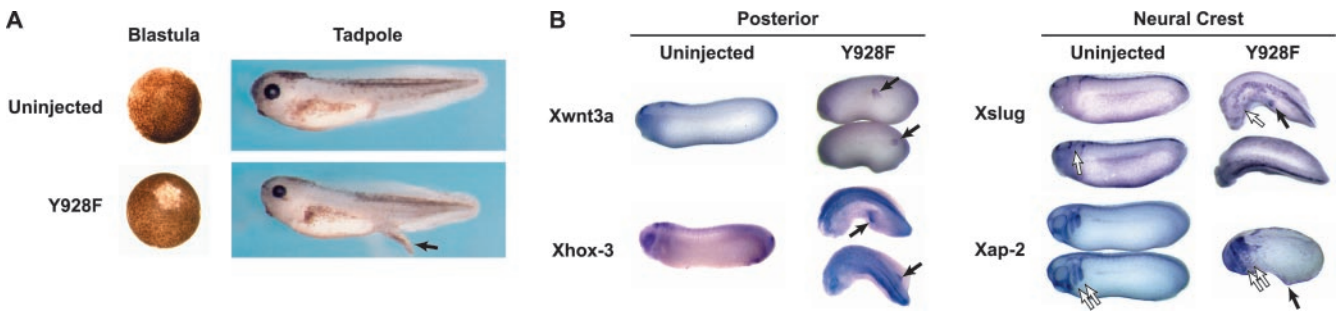 A
Blastula
Tadpole
Uninjected
Y928F
B
Posterior
Uninjected
Y928F
Xwnt3a
Xhox-3
Neural Crest
Uninjected
Y928F
Xslug
Xap-2